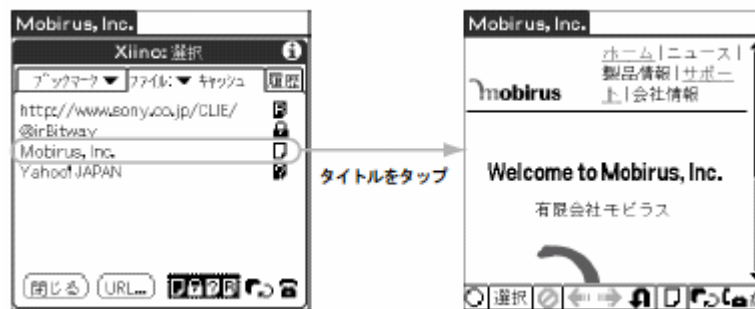 Mobirus, Inc.
Xiino: 選択
ブックマーク ファイル: キャッシュ 履歴
http://www.sony.co.jp/CLIE/
@irBitway
Mobirus, Inc.
Yahoo! JAPAN
閉じる URL...
タイトルをタップ
Mobirus, Inc.
ホーム|ニュース|
製品情報|サポー
ト|会社情報
mobirus
Welcome to Mobirus, Inc.
有限会社モビラス
選択